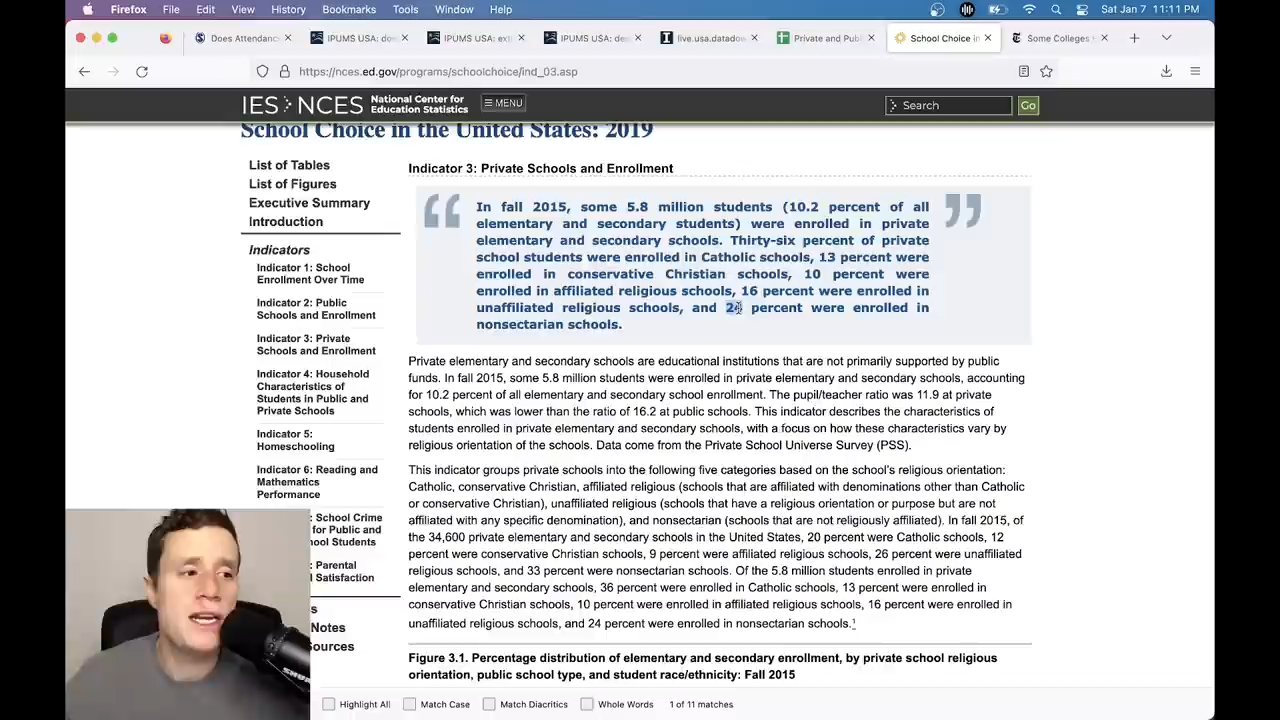 Firefox File Edit View History Bookmarks Tools Window Help
Sat Jan 7 11:11 PM
Does Attendanc
IPUMS USA: dow
IPUMS USA: ext
IPUMS USA: des
live.usa.datadow
Private and Pub
School Choice in
Some Colleges
https://nces.ed.gov/programs/schoolchoice/ind_03.asp
IES NCES
National Center for
Education Statistics
MENU
Search
Go
School Choice in the United States: 2019
List of Tables
List of Figures
Executive Summary
Introduction
Indicators
Indicator 1: School
Enrollment Over Time
Indicator 2: Public
Schools and Enrollment
Indicator 3: Private
Schools and Enrollment
Indicator 4: Household
Characteristics of
Students in Public and
Private Schools
Indicator 5:
Homeschooling
Indicator 6: Reading and
Mathematics
Performance
: School Crime
for Public and
School Students
: Parental
Satisfaction
s
Notes
Sources
Indicator 3: Private Schools and Enrollment
“ In fall 2015, some 5.8 million students (10.2 percent of all ”
elementary and secondary students) were enrolled in private
elementary and secondary schools. Thirty-six percent of private
school students were enrolled in Catholic schools, 13 percent were
enrolled in conservative Christian schools, 10 percent were
enrolled in affiliated religious schools, 16 percent were enrolled in
unaffiliated religious schools, and 24 percent were enrolled in
nonsectarian schools.
Private elementary and secondary schools are educational institutions that are not primarily supported by public
funds. In fall 2015, some 5.8 million students were enrolled in private elementary and secondary schools, accounting
for 10.2 percent of all elementary and secondary school enrollment. The pupil/teacher ratio was 11.9 at private
schools, which was lower than the ratio of 16.2 at public schools. This indicator describes the characteristics of
students enrolled in private elementary and secondary schools, with a focus on how these characteristics vary by
religious orientation of the schools. Data come from the Private School Universe Survey (PSS).
This indicator groups private schools into the following five categories based on the school's religious orientation:
Catholic, conservative Christian, affiliated religious (schools that are affiliated with denominations other than Catholic
or conservative Christian), unaffiliated religious (schools that have a religious orientation or purpose but are not
affiliated with any specific denomination), and nonsectarian (schools that are not religiously affiliated). In fall 2015, of
the 34,600 private elementary and secondary schools in the United States, 20 percent were Catholic schools, 12
percent were conservative Christian schools, 9 percent were affiliated religious schools, 26 percent were unaffiliated
religious schools, and 33 percent were nonsectarian schools. Of the 5.8 million students enrolled in private
elementary and secondary schools, 36 percent were enrolled in Catholic schools, 13 percent were enrolled in
conservative Christian schools, 10 percent were enrolled in affiliated religious schools, 16 percent were enrolled in
unaffiliated religious schools, and 24 percent were enrolled in nonsectarian schools.1
Figure 3.1. Percentage distribution of elementary and secondary enrollment, by private school religious
orientation, public school type, and student race/ethnicity: Fall 2015
Highlight All Match Case Match Diacritics Whole Words 1 of 11 matches